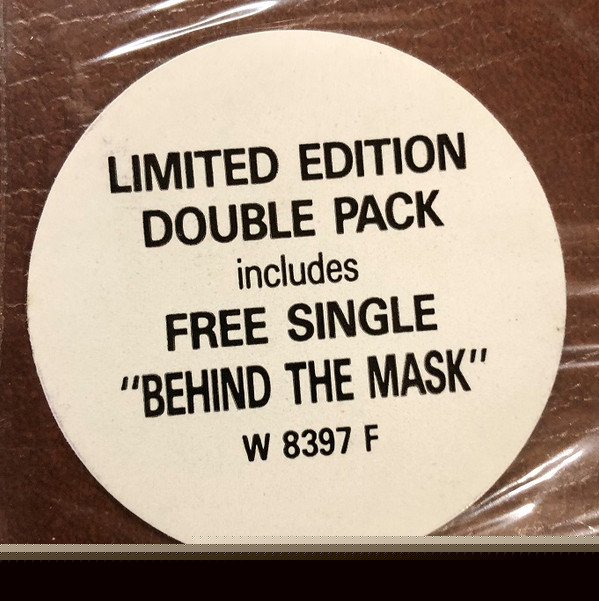 LIMITED EDITION
DOUBLE PACK
includes
FREE SINGLE
"BEHIND THE MASK"
W 8397 F